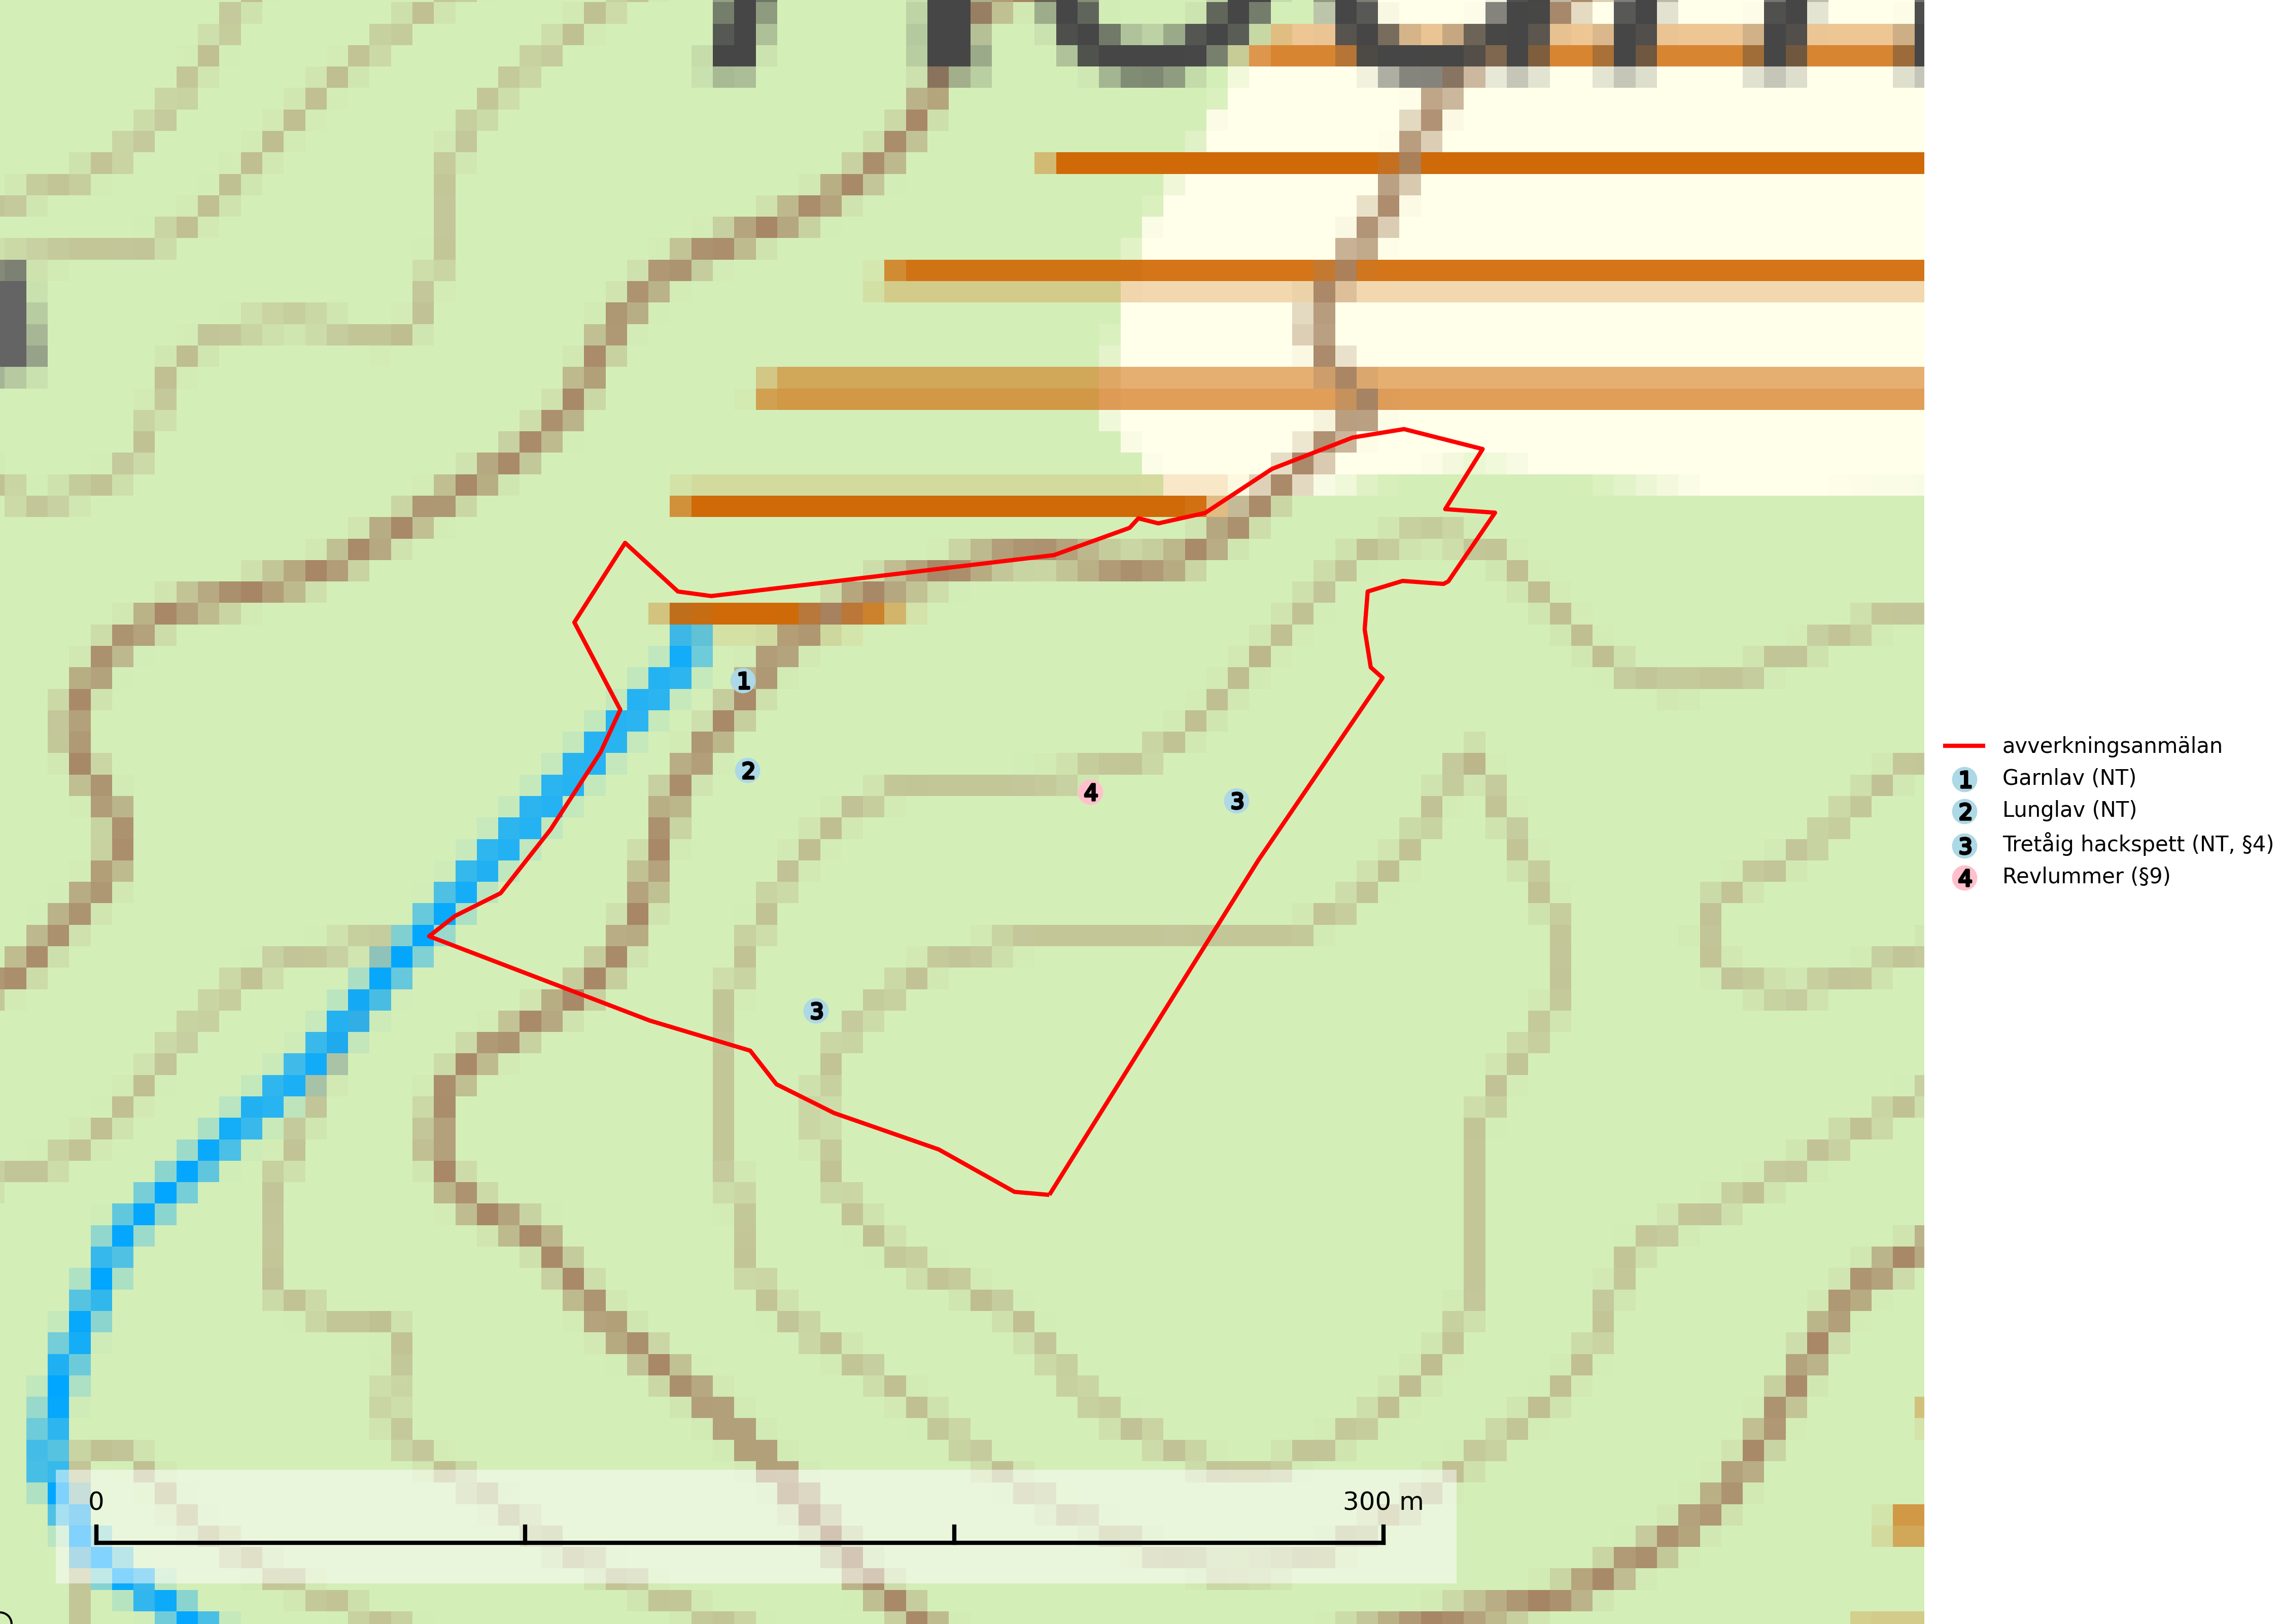 1
2
4
3
3
avverkningsanmälan
1 Garnlav (NT)
2 Lunglav (NT)
3 Tretåig hackspett (NT, §4)
4 Revlummer (§9)
0 300 m